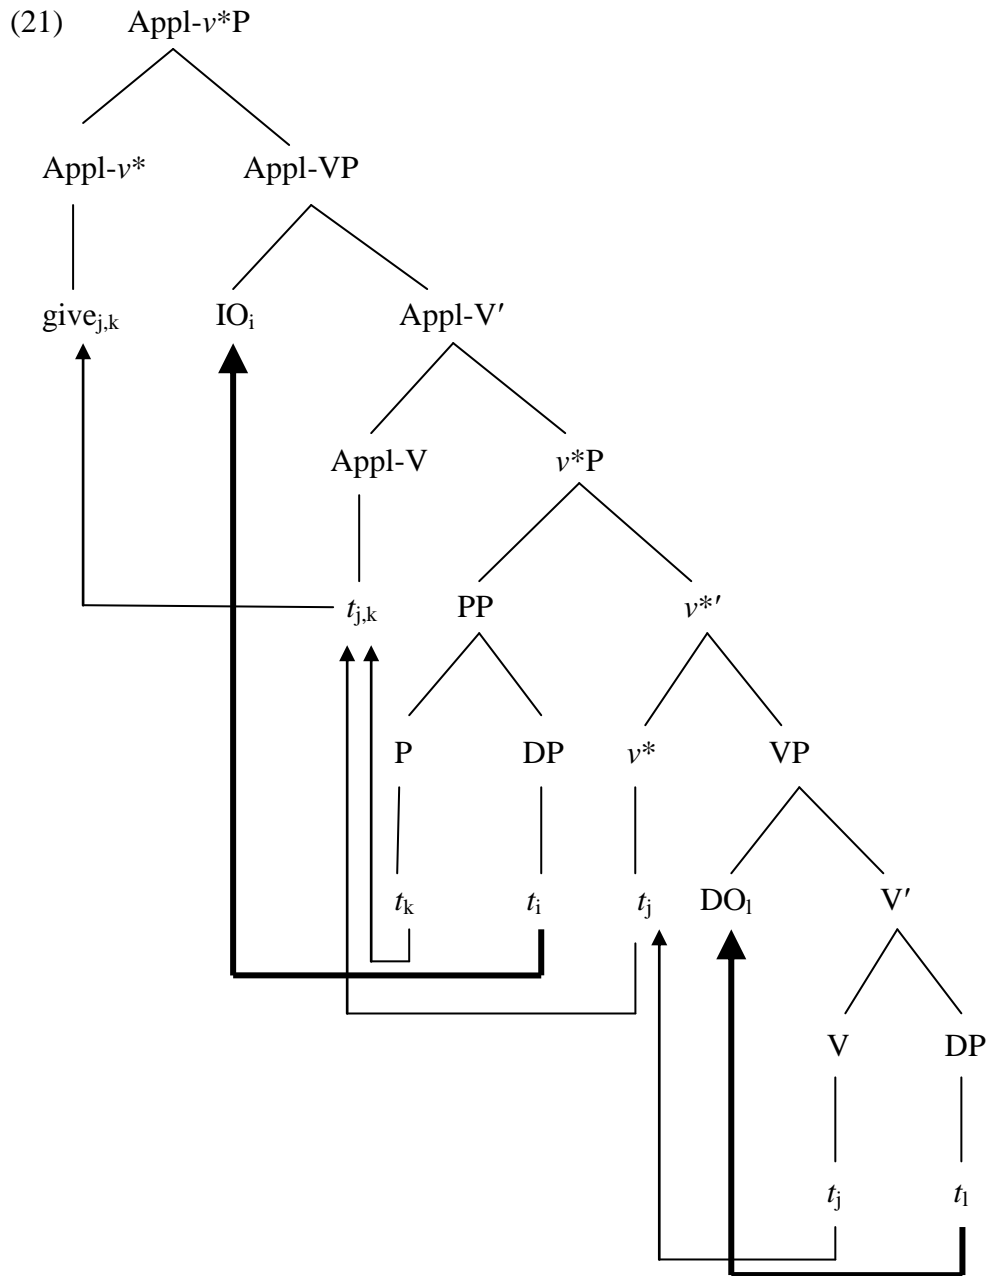 (21) Appl-v*P
Appl-v* Appl-VP
give_j,k IO_i Appl-V′
Appl-V v*P
t_j,k PP v*′
P DP v* VP
t_k t_i t_j DO_l V′
V DP
t_j t_l